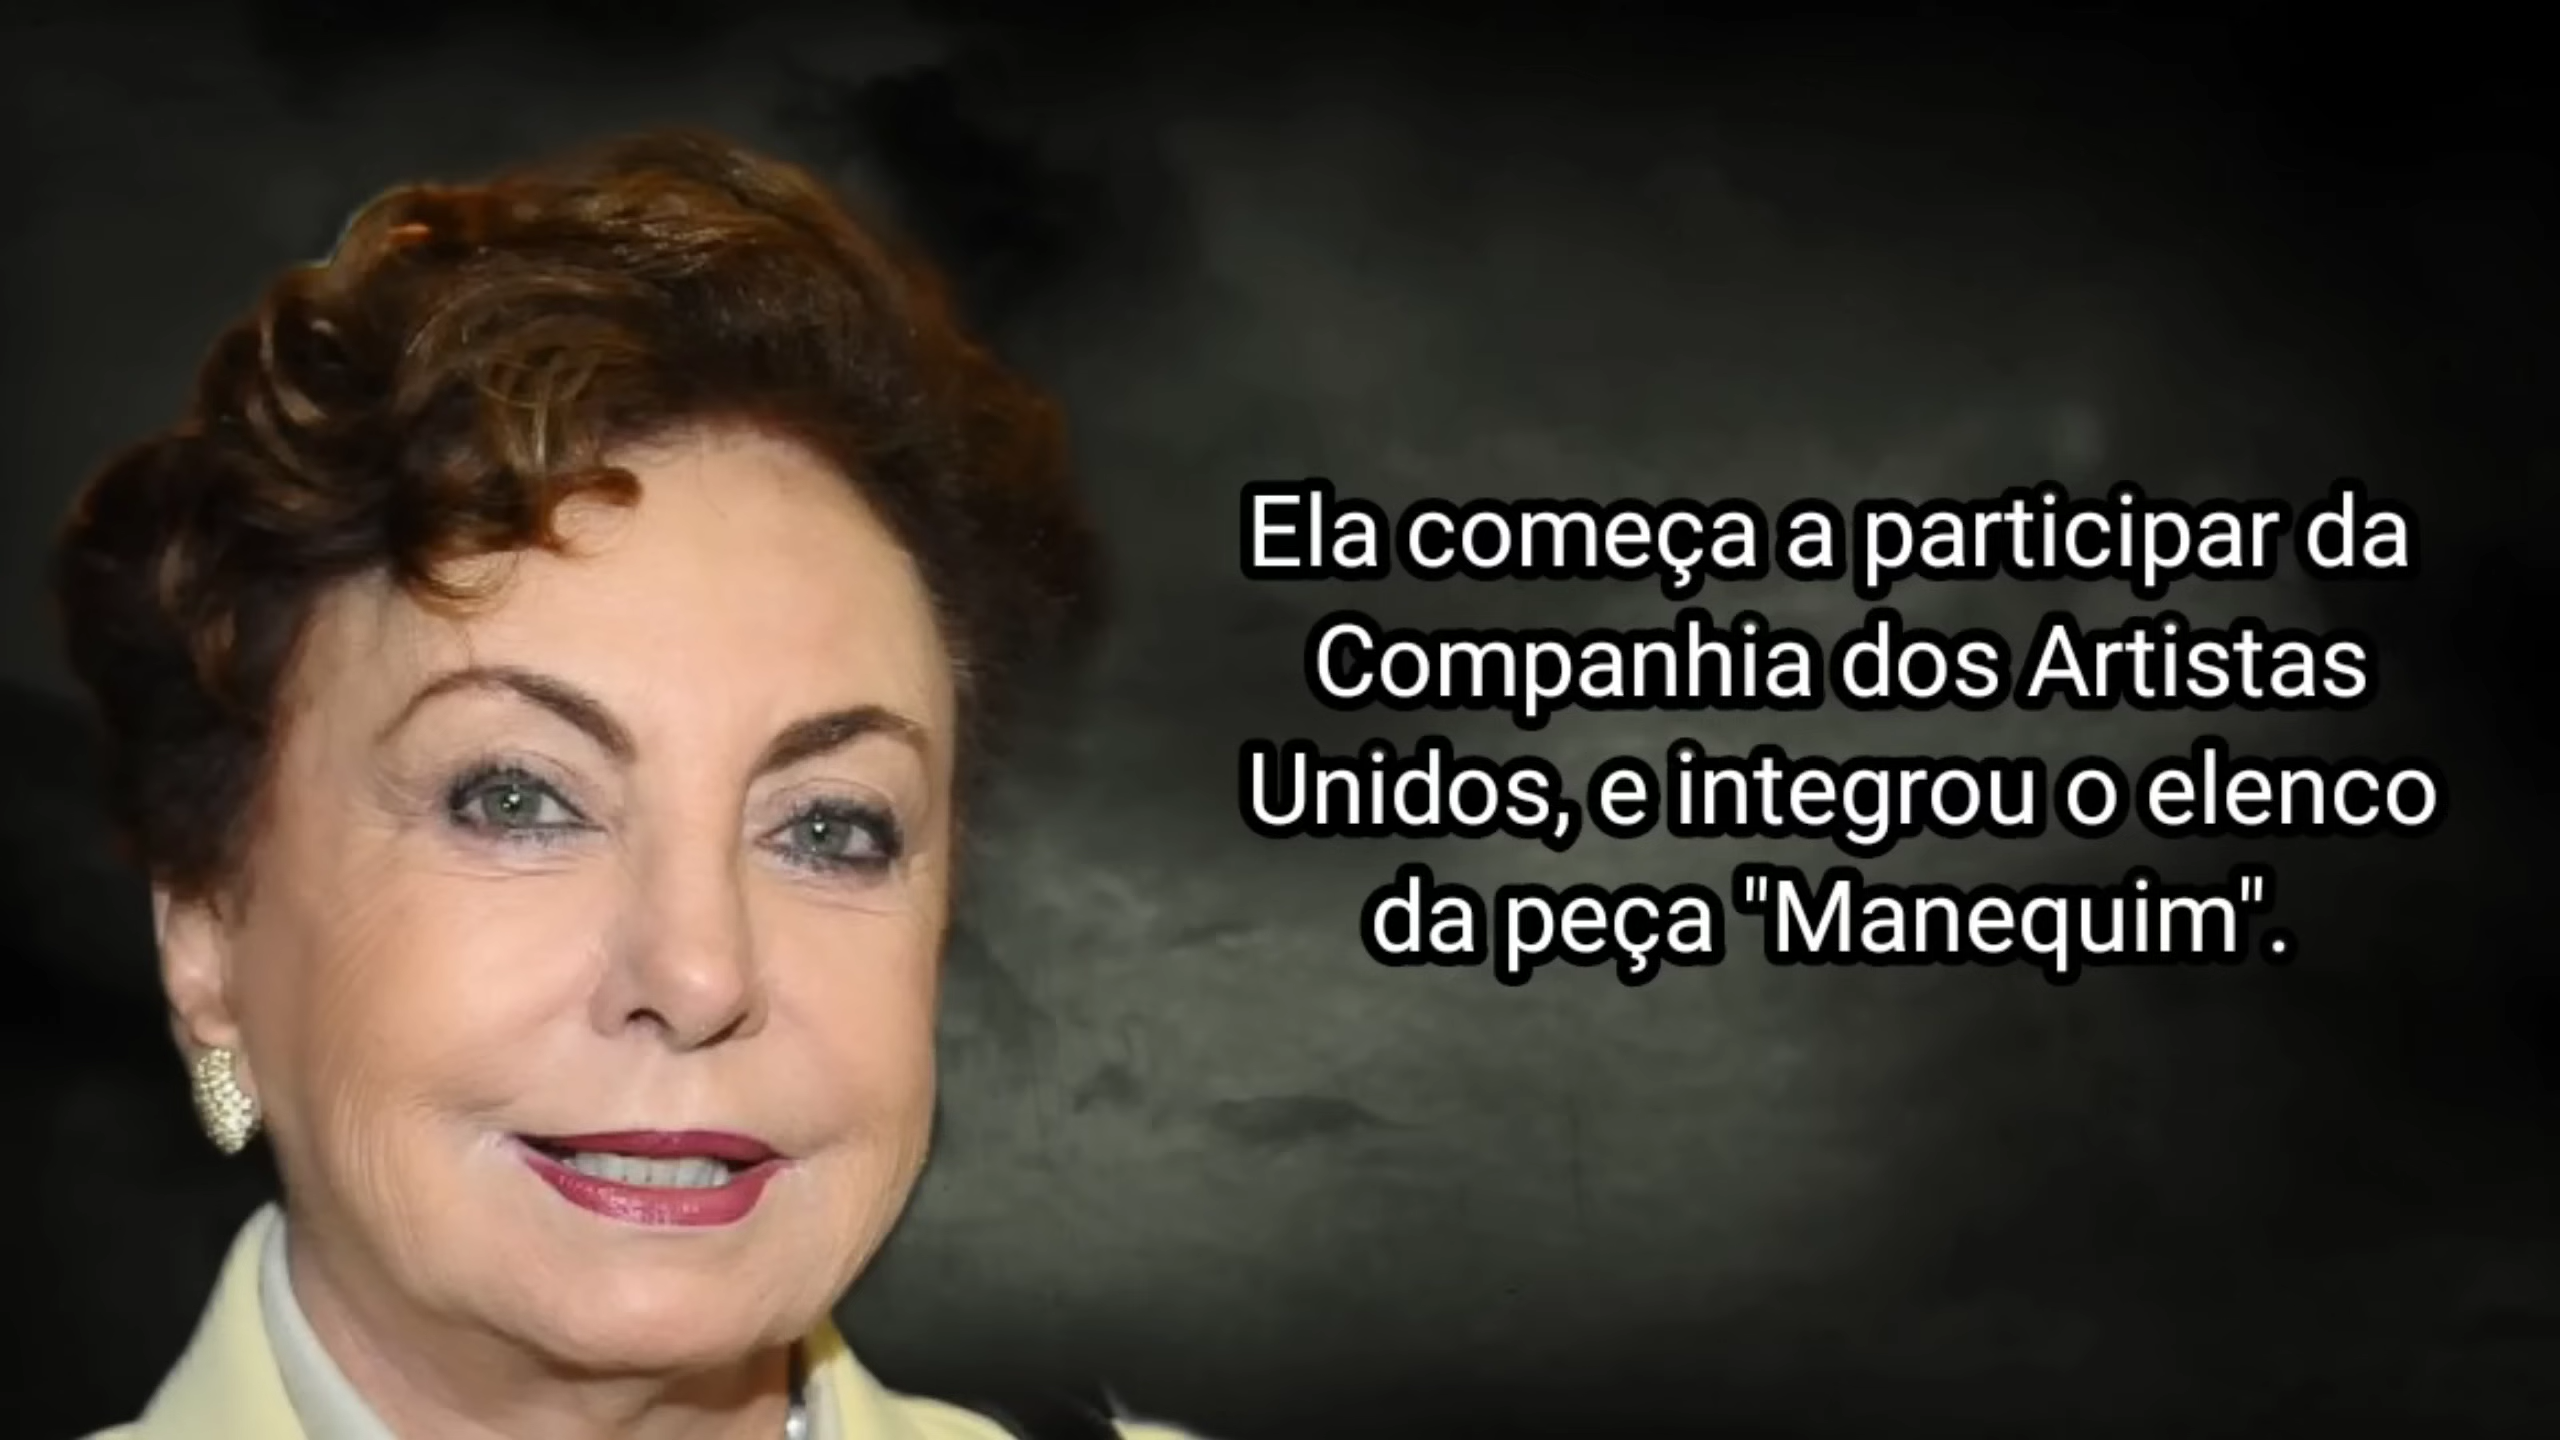 Ela começa a participar da
Companhia dos Artistas
Unidos, e integrou o elenco
da peça "Manequim".